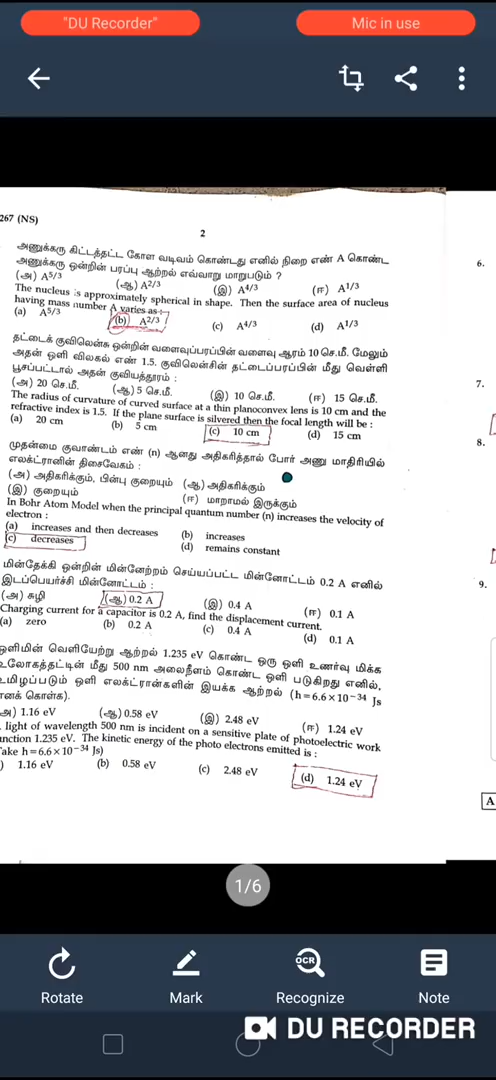 "DU Recorder"
Mic in use
267 (NS)
2
அணுக்கரு கிட்டத்தட்ட கோள வடிவம் கொண்டது எனில் நிறை எண் A கொண்ட
அணுக்கரு ஒன்றின் பரப்பு ஆற்றல் எவ்வாறு மாறுபடும் ?
(அ) A5/3 (ஆ) A2/3 (இ) A4/3 (ஈ) A1/3
The nucleus is approximately spherical in shape. Then the surface area of nucleus
having mass number A varies as :
(a) A5/3 (b) A2/3 (c) A4/3 (d) A1/3
தட்டைக் குவிலென்சு ஒன்றின் வளைவுப்பரப்பின் வளைவு ஆரம் 10 செ.மீ. மேலும்
அதன் ஒளி விலகல் எண் 1.5. குவிலென்சின் தட்டைப்பரப்பின் மீது வெள்ளி
பூசப்பட்டால் அதன் குவியத்தூரம் :
(அ) 20 செ.மீ. (ஆ) 5 செ.மீ. (இ) 10 செ.மீ. (ஈ) 15 செ.மீ.
The radius of curvature of curved surface at a thin planoconvex lens is 10 cm and the
refractive index is 1.5. If the plane surface is silvered then the focal length will be :
(a) 20 cm (b) 5 cm (c) 10 cm (d) 15 cm
முதன்மை குவாண்டம் எண் (n) ஆனது அதிகரித்தால் போர் அணு மாதிரியில்
எலக்ட்ரானின் திசைவேகம் :
(அ) அதிகரிக்கும், பின்பு குறையும் (ஆ) அதிகரிக்கும்
(இ) குறையும் (ஈ) மாறாமல் இருக்கும்
In Bohr Atom Model when the principal quantum number (n) increases the velocity of
electron :
(a) increases and then decreases (b) increases
(c) decreases (d) remains constant
மின்தேக்கி ஒன்றின் மின்னேற்றம் செய்யப்பட்ட மின்னோட்டம் 0.2 A எனில்
இடப்பெயர்ச்சி மின்னோட்டம் :
(அ) சுழி (ஆ) 0.2 A (இ) 0.4 A (ஈ) 0.1 A
Charging current for a capacitor is 0.2 A, find the displacement current.
(a) zero (b) 0.2 A (c) 0.4 A (d) 0.1 A
ஒளிமின் வெளியேற்று ஆற்றல் 1.235 eV கொண்ட ஒரு ஒளி உணர்வு மிக்க
உலோகத்தட்டின் மீது 500 nm அலைநீளம் கொண்ட ஒளி படுகிறது எனில்,
உமிழப்படும் ஒளி எலக்ட்ரான்களின் இயக்க ஆற்றல் (h=6.6×10−34 Js
எனக் கொள்க).
அ) 1.16 eV (ஆ) 0.58 eV (இ) 2.48 eV (ஈ) 1.24 eV
light of wavelength 500 nm is incident on a sensitive plate of photoelectric work
unction 1.235 eV. The kinetic energy of the photo electrons emitted is :
Take h=6.6×10−34 Js)
) 1.16 eV (b) 0.58 eV (c) 2.48 eV (d) 1.24 eV
6.
7.
8.
9.
A
1/6
OCR
Rotate Mark Recognize Note
DU RECORDER